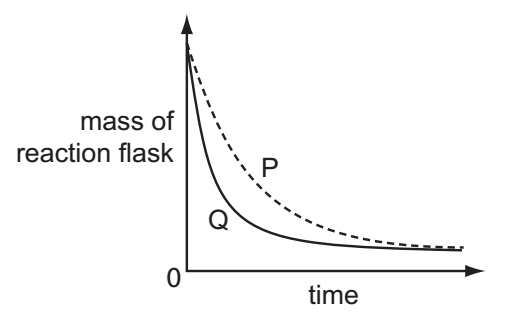 mass of
reaction flask
P
Q
0
time